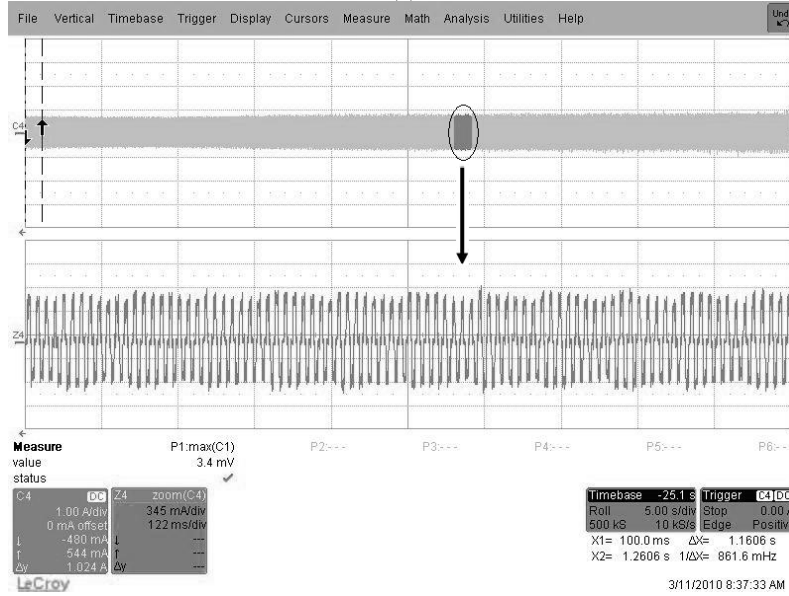 File Vertical Timebase Trigger Display Cursors Measure Math Analysis Utilities Help
C4
Z4
Measure P1:max(C1) P2:- - - P3:- - - P4:- - - P5:- - - P6:- -
value 3.4 mV
status
C4 DC
1.00 A/div
0 mA offset
↓ -480 mA
↑ 544 mA
Δy 1.024 A
Z4 zoom(C4)
345 mA/div
122 ms/div
↓ ---
↑ ---
Δy ---
Timebase -25.1 s
Roll 5.00 s/div
500 kS 10 kS/s
Trigger C4 DC
Stop 0.00
Edge Positiv
X1= 100.0 ms ΔX= 1.1606 s
X2= 1.2606 s 1/ΔX= 861.6 mHz
LeCroy
3/11/2010 8:37:33 AM